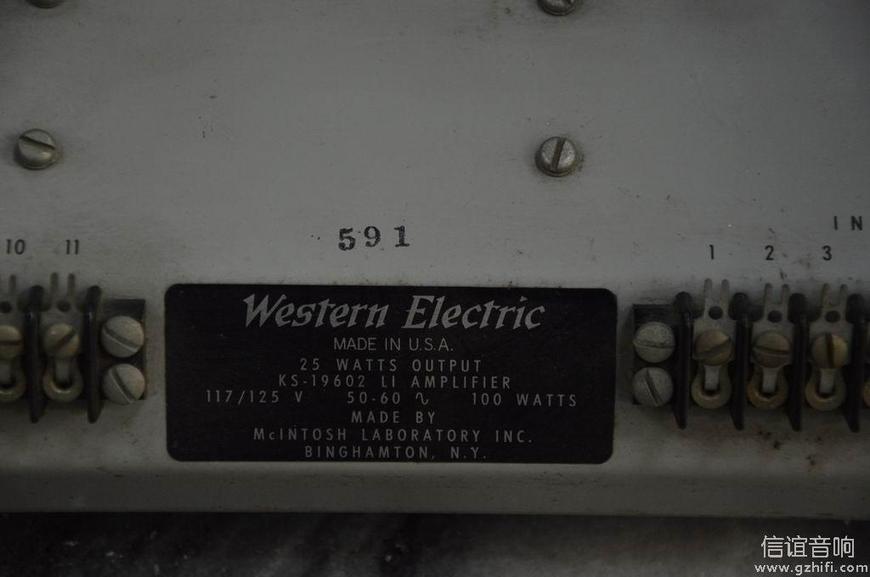 IN
10 11
591
1 2 3
Western Electric
MADE IN U.S.A.
25 WATTS OUTPUT
KS-19602 LI AMPLIFIER
117/125 V 50-60 ∿ 100 WATTS
MADE BY
McINTOSH LABORATORY INC.
BINGHAMTON, N.Y.
信谊音响
www.gzhifi.com